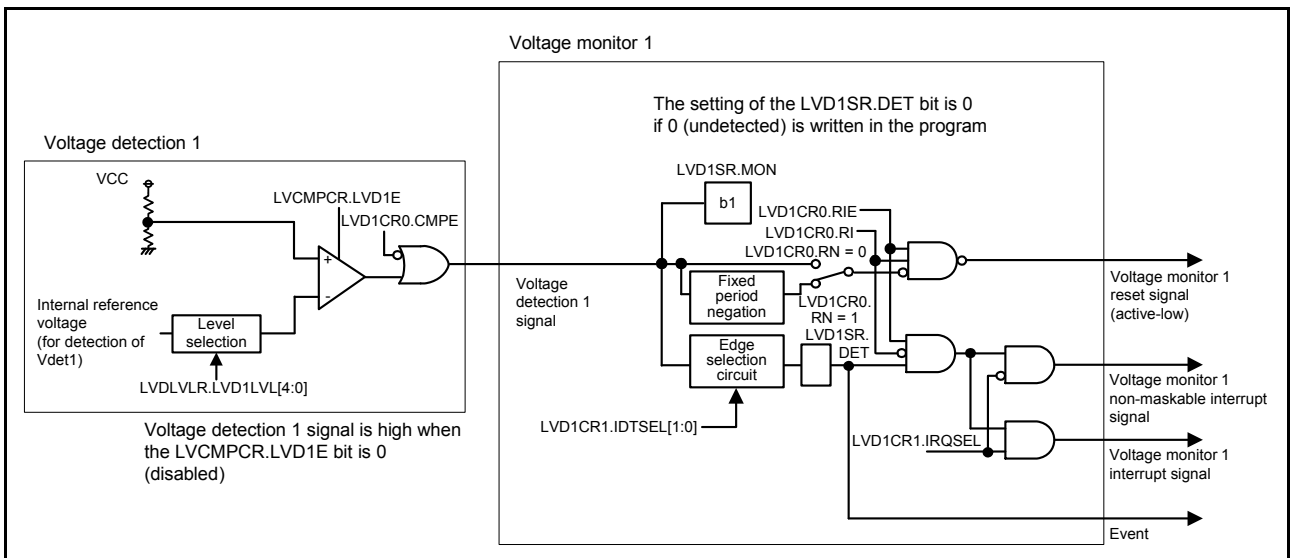 Voltage monitor 1
The setting of the LVD1SR.DET bit is 0
if 0 (undetected) is written in the program
Voltage detection 1
VCC
LVCMPCR.LVD1E
LVD1CR0.CMPE
+
-
Internal reference
voltage
(for detection of
Vdet1)
Level
selection
LVDLVLR.LVD1LVL[4:0]
Voltage detection 1 signal is high when
the LVCMPCR.LVD1E bit is 0
(disabled)
Voltage
detection 1
signal
LVD1SR.MON
b1
LVD1CR0.RIE
LVD1CR0.RI
LVD1CR0.RN = 0
Fixed
period
negation
LVD1CR0.
RN = 1
LVD1SR.
DET
Edge
selection
circuit
LVD1CR1.IDTSEL[1:0]
LVD1CR1.IRQSEL
Voltage monitor 1
reset signal
(active-low)
Voltage monitor 1
non-maskable interrupt
signal
Voltage monitor 1
interrupt signal
Event